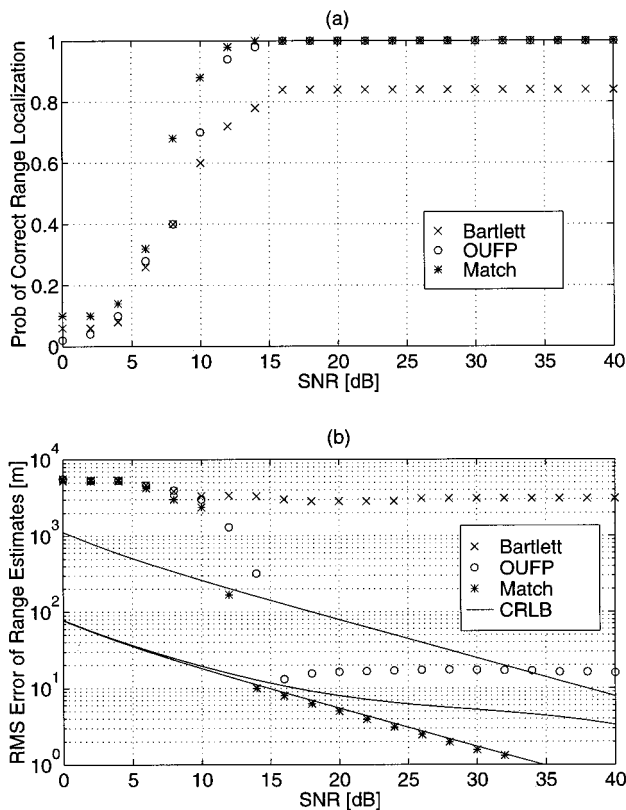 (a)
Prob of Correct Range Localization
1
0.8
0.6
0.4
0.2
0
Bartlett
OUFP
Match
0 5 10 15 20 25 30 35 40
SNR [dB]
(b)
RMS Error of Range Estimates [m]
10^4
10^3
10^2
10^1
10^0
Bartlett
OUFP
Match
CRLB
0 5 10 15 20 25 30 35 40
SNR [dB]